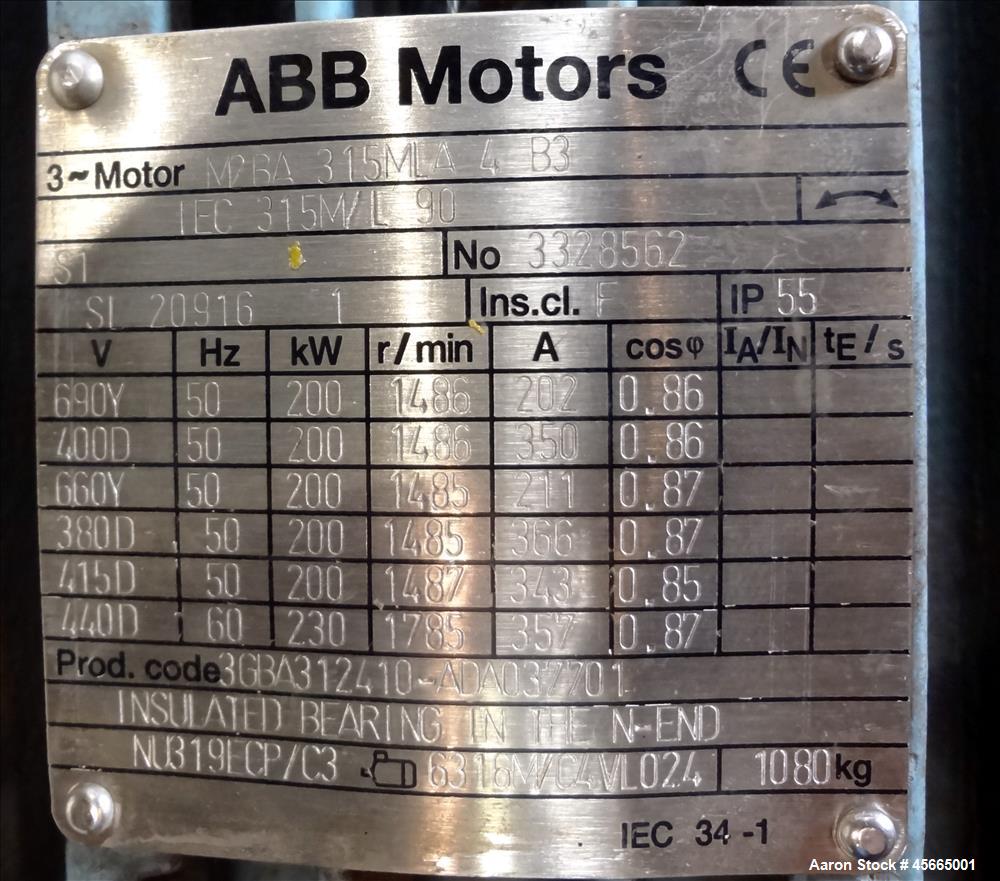 ABB Motors CE
3~Motor M2BA 315MLA 4 B3
IEC 315M/L 90
S1 No 3328562
SL 20916 1 Ins.cl. F IP 55
V Hz kW r/min A cosφ IA/IN tE/s
690Y 50 200 1486 202 0.86
400D 50 200 1486 350 0.86
660Y 50 200 1485 211 0.87
380D 50 200 1485 366 0.87
415D 50 200 1487 343 0.85
440D 60 230 1785 357 0.87
Prod. code 3GBA312410-ADA037701
INSULATED BEARING IN THE N-END
NU319ECP/C3 6316M/C4VL024 1080 kg
IEC 34-1
Aaron Stock # 45665001